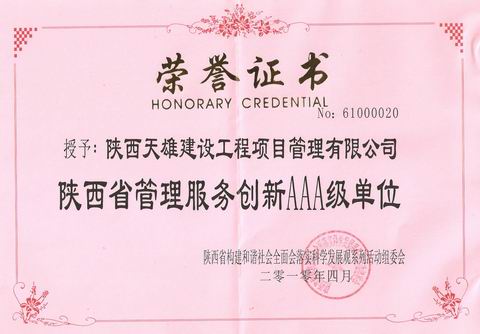 荣誉证书
HONORARY CREDENTIAL
No: 61000020
授予：陕西天雄建设工程项目管理有限公司
陕西省管理服务创新AAA级单位
陕西省构建和谐社会全面会落实科学发展观系列活动组委会
二零一零年四月